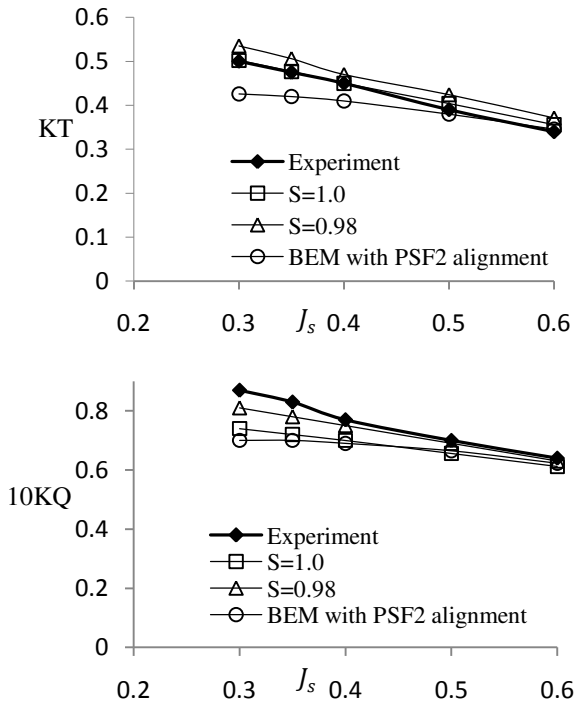 0.6
0.5
0.4
KT
0.3
0.2
0.1
0
Experiment
S=1.0
S=0.98
BEM with PSF2 alignment
0.2 0.3 0.4 0.5 0.6
J_s
0.8
0.6
10KQ
0.4
0.2
0
Experiment
S=1.0
S=0.98
BEM with PSF2 alignment
0.2 0.3 0.4 0.5 0.6
J_s